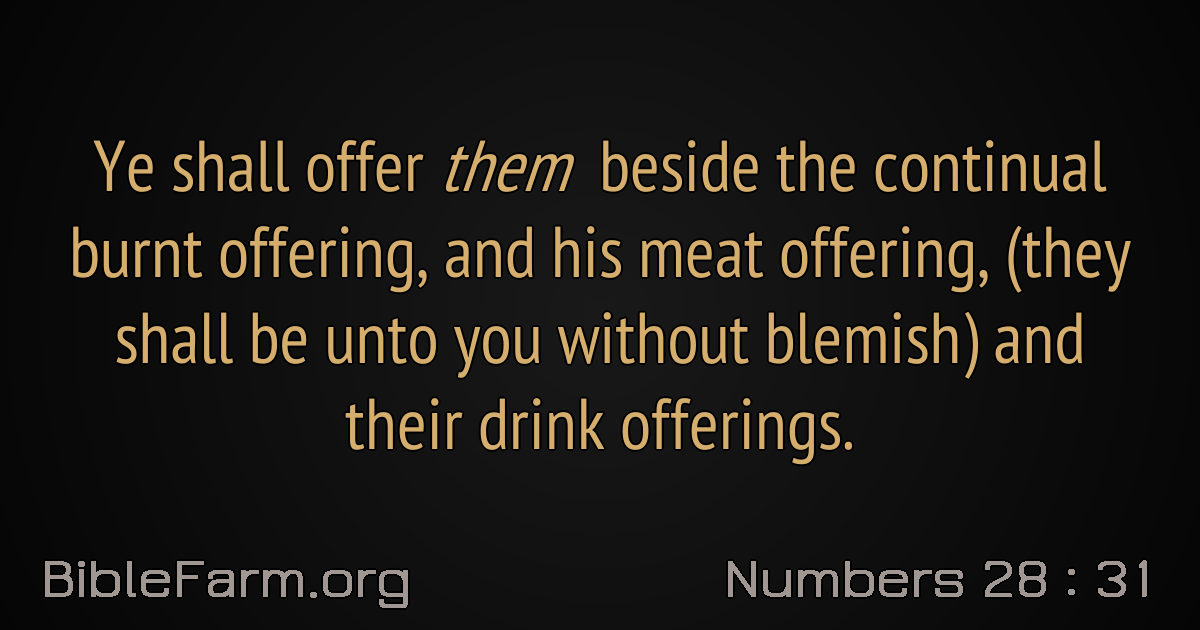 Ye shall offer them beside the continual
burnt offering, and his meat offering, (they
shall be unto you without blemish) and
their drink offerings.
BibleFarm.org
Numbers 28 : 31